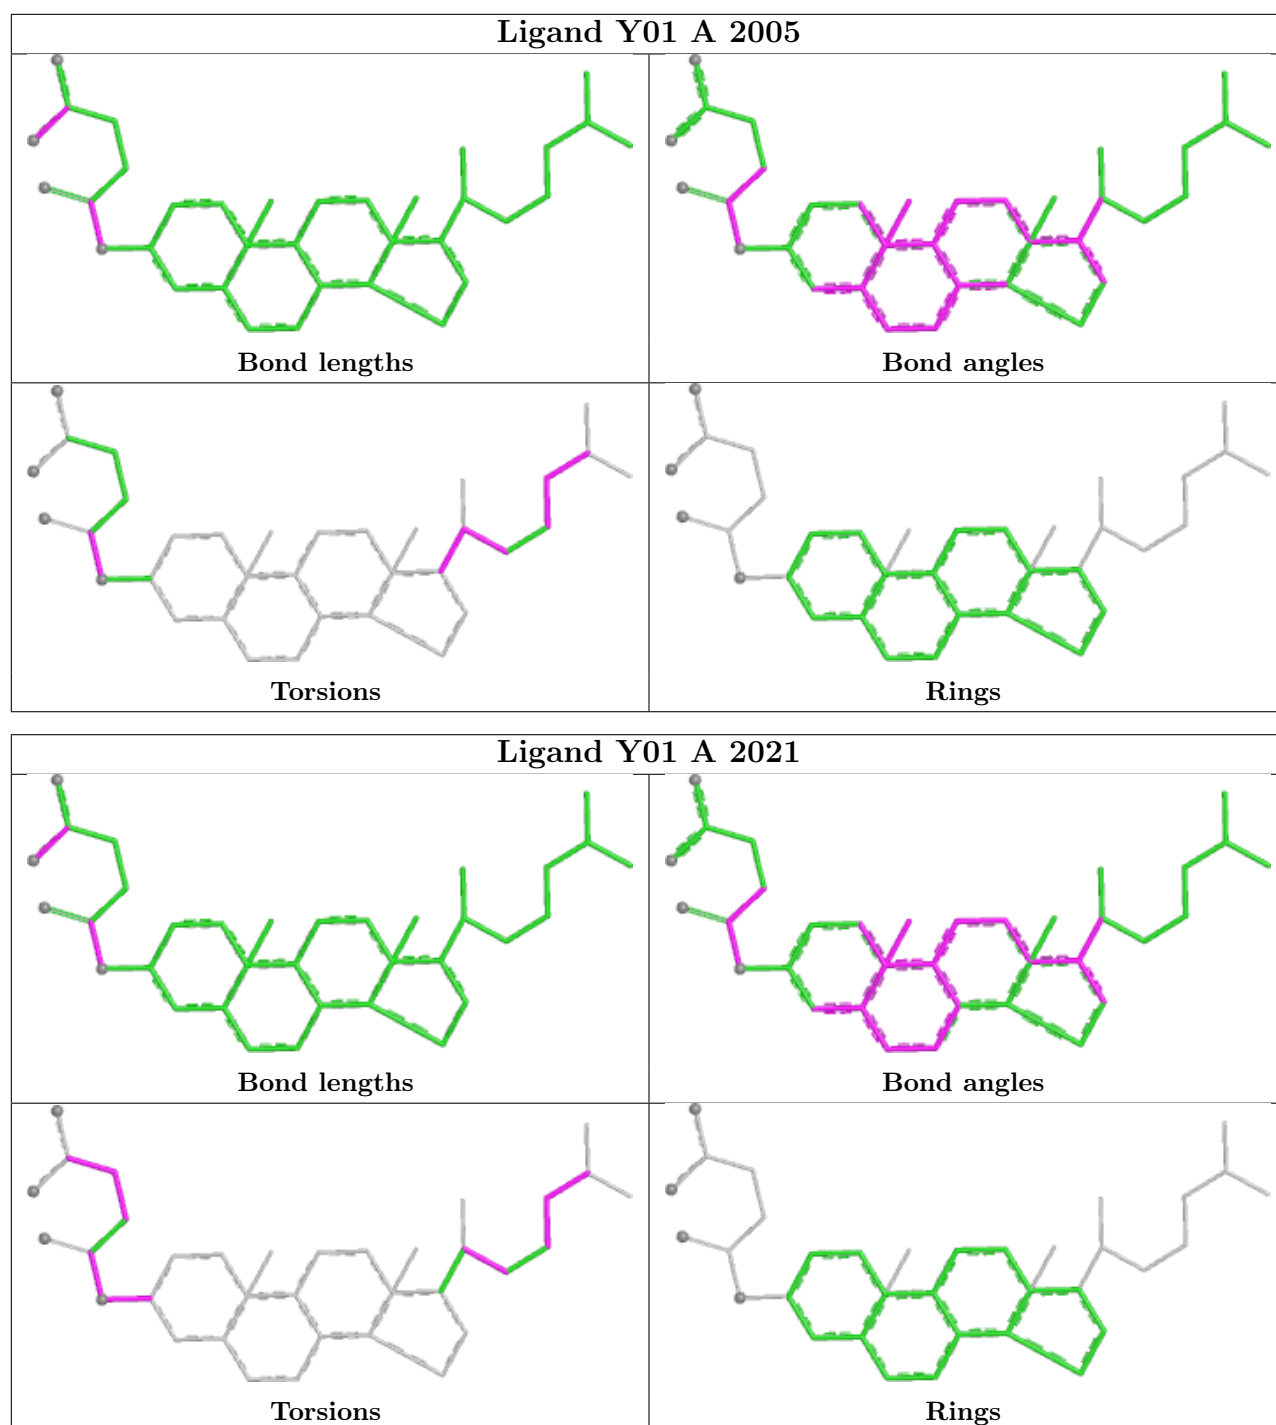 Ligand Y01 A 2005
Bond lengths
Bond angles
Torsions
Rings
Ligand Y01 A 2021
Bond lengths
Bond angles
Torsions
Rings